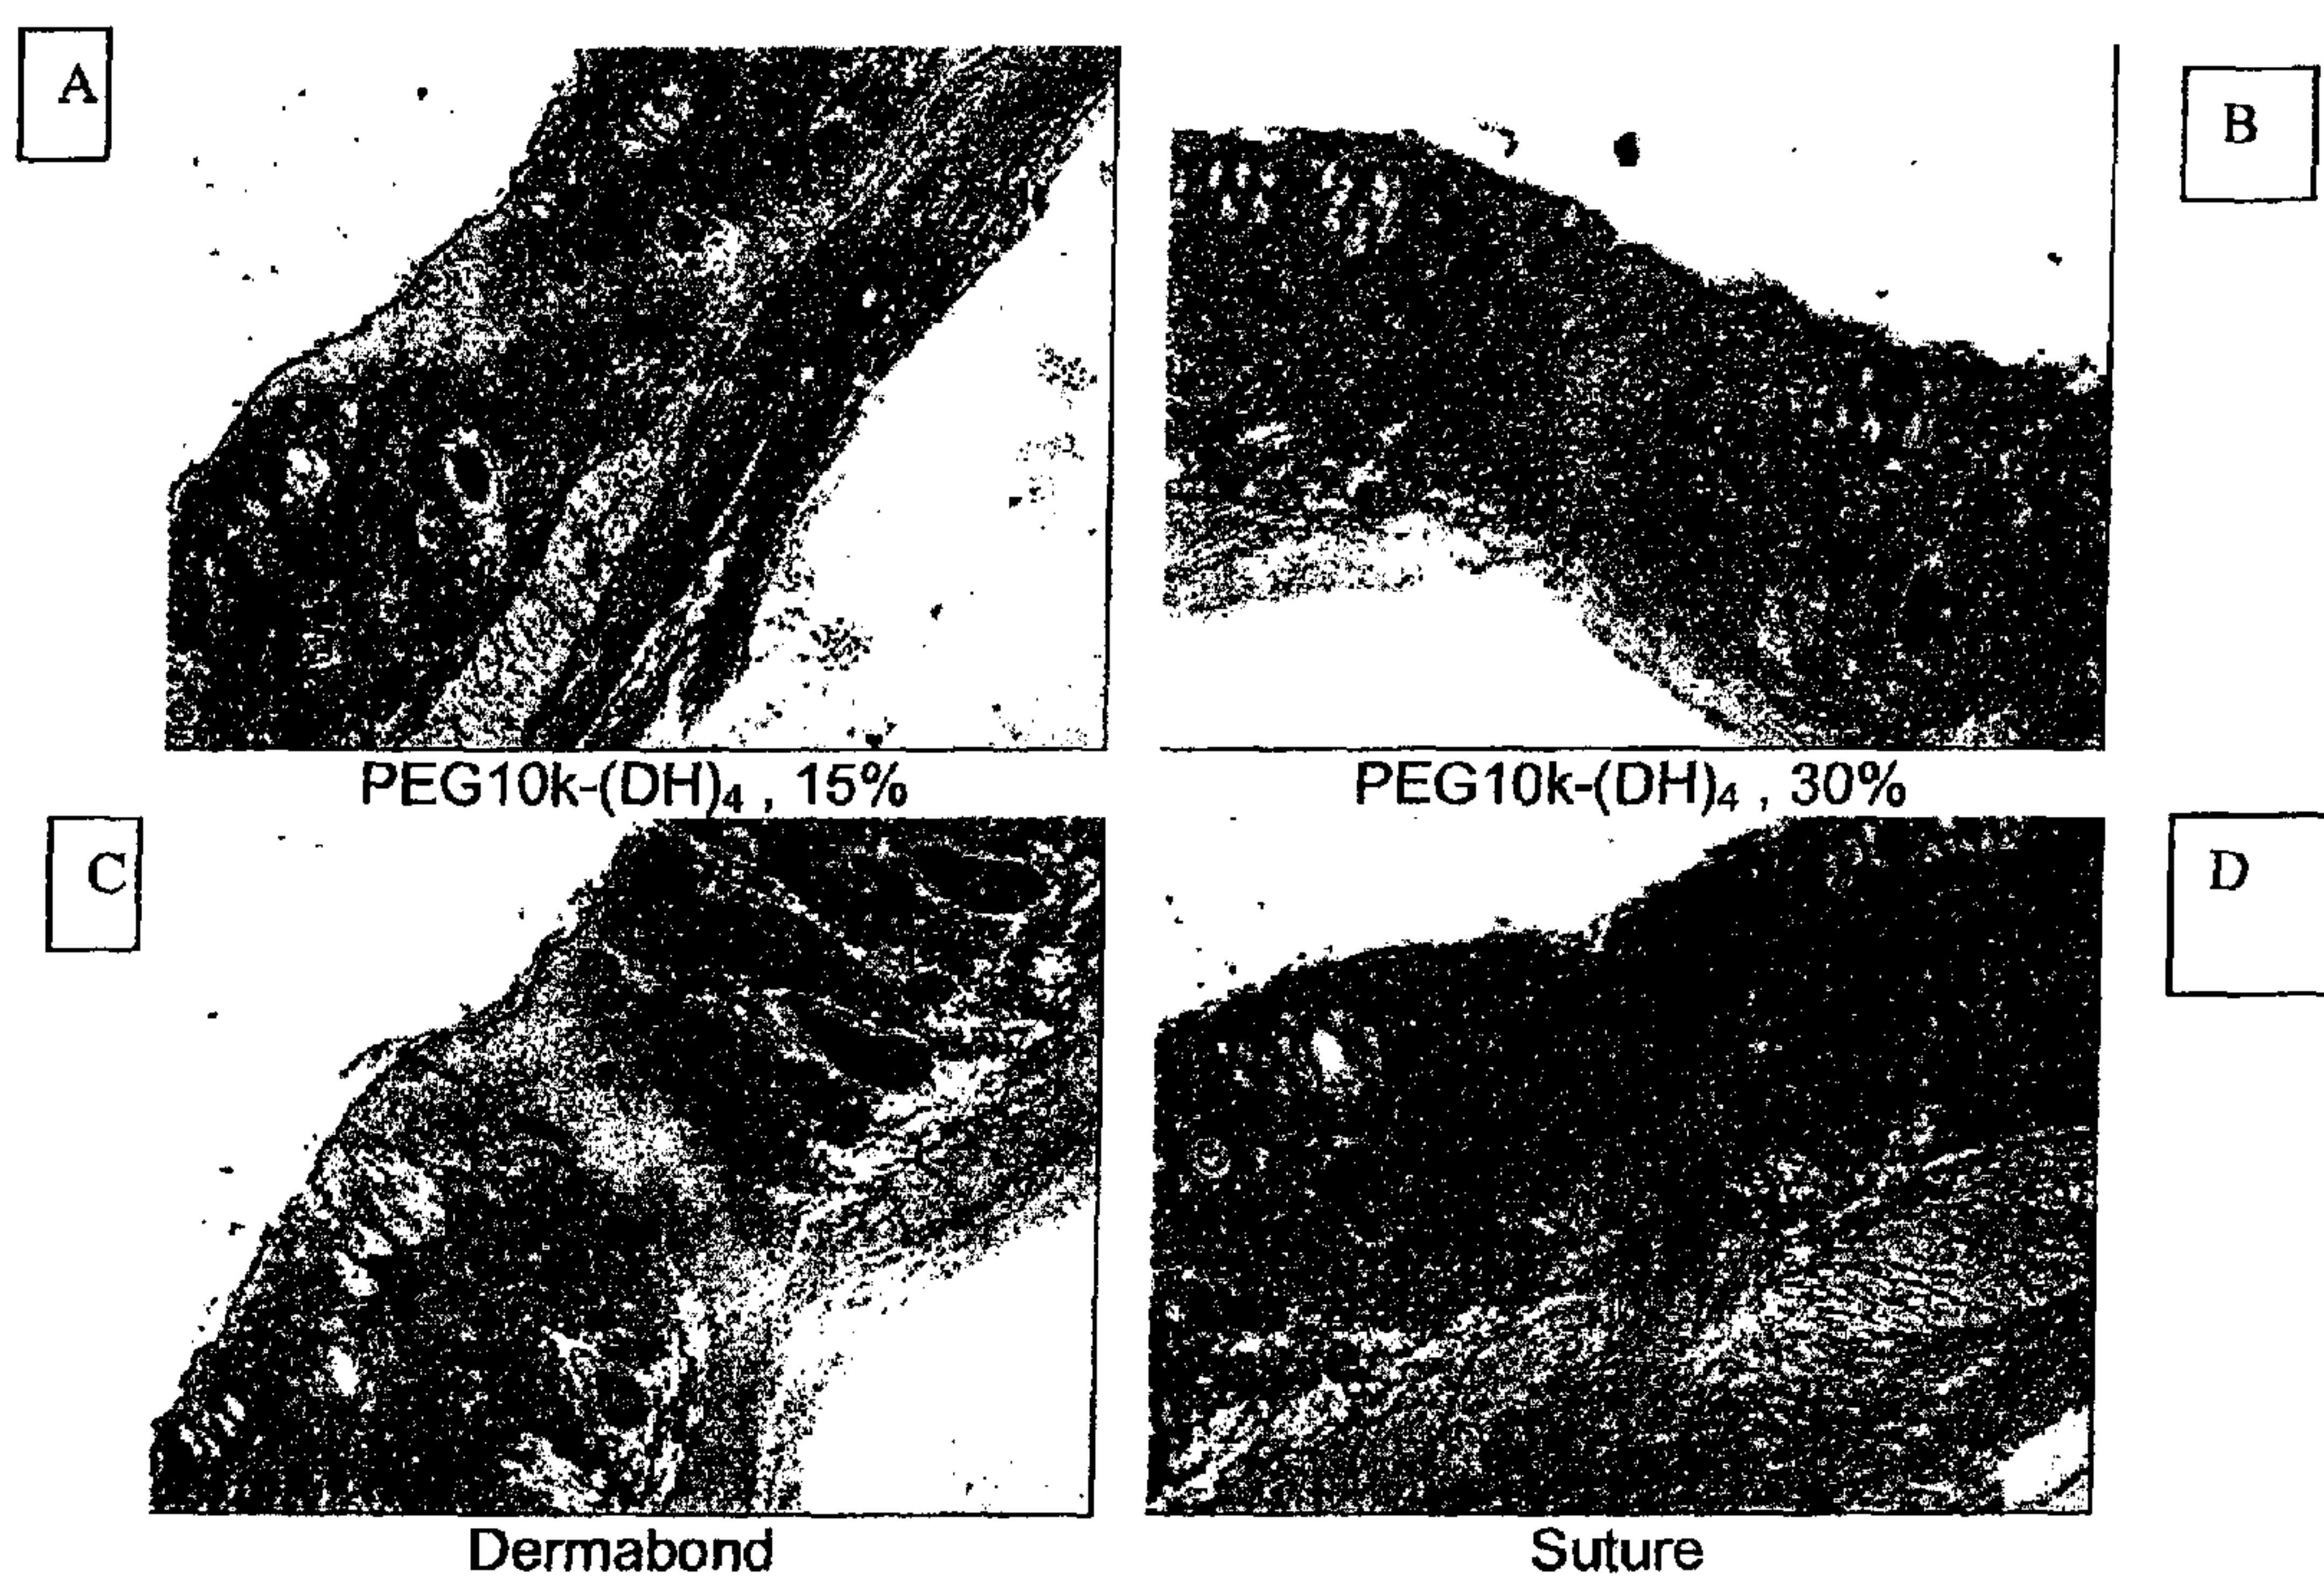 A
B
PEG10k-(DH)₄ , 15%
PEG10k-(DH)₄ , 30%
C
D
Dermabond
Suture